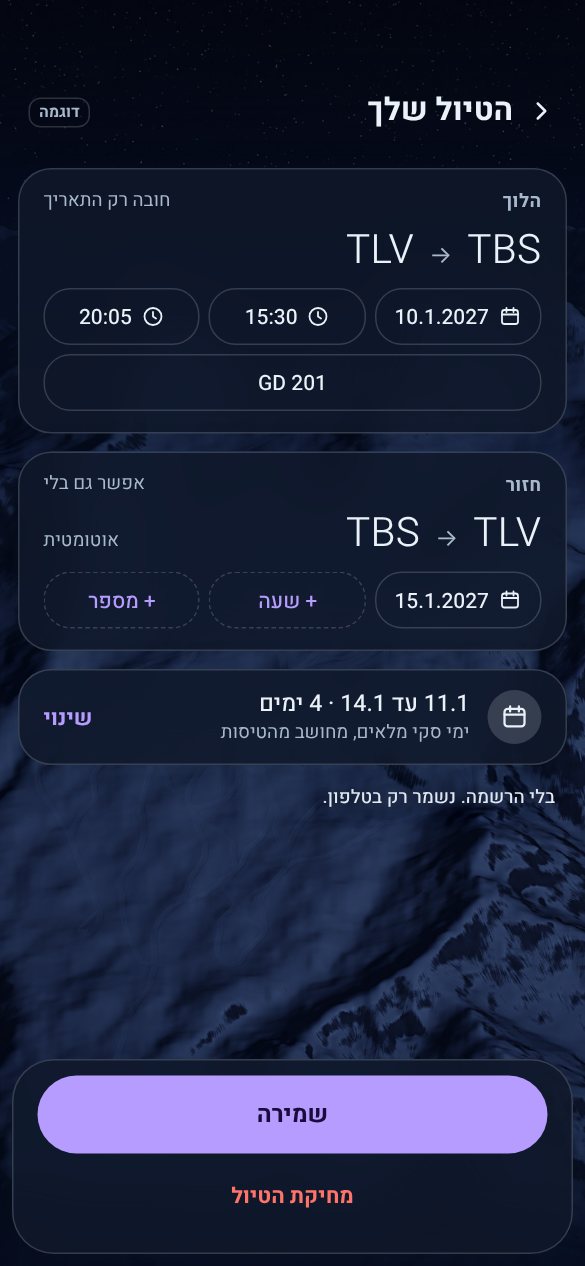 הטיול שלך
דוגמה
הלוך
חובה רק התאריך
TLV → TBS
10.1.2027
15:30
20:05
GD 201
חזור
אפשר גם בלי
TBS → TLV
אוטומטית
15.1.2027
+ שעה
+ מספר
11.1 עד 14.1 · 4 ימים
ימי סקי מלאים, מחושב מהטיסות
שינוי
בלי הרשמה. נשמר רק בטלפון.
שמירה
מחיקת הטיול